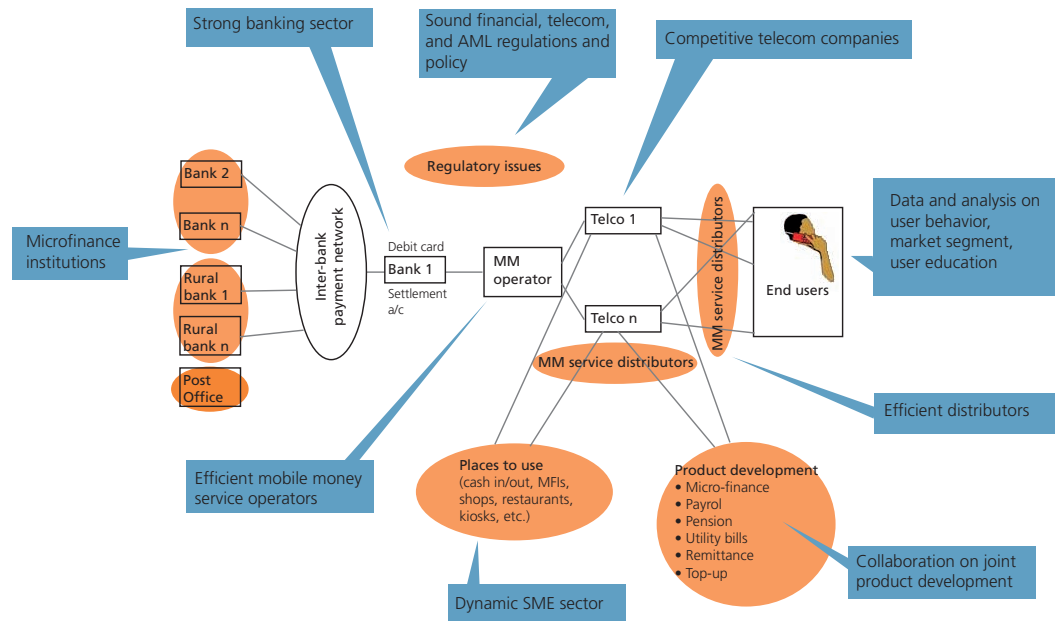 Strong banking sector
Sound financial, telecom,
and AML regulations and
policy
Competitive telecom companies
Regulatory issues
Bank 2
Bank n
Microfinance
institutions
Rural
bank 1
Rural
bank n
Post
Office
Inter-bank
payment network
Debit card
Bank 1
Settlement
a/c
MM
operator
Telco 1
Telco n
MM service distributors
MM service distributors
End users
Data and analysis on
user behavior,
market segment,
user education
Efficient distributors
Efficient mobile money
service operators
Places to use
(cash in/out, MFIs,
shops, restaurants,
kiosks, etc.)
Dynamic SME sector
Product development
• Micro-finance
• Payrol
• Pension
• Utility bills
• Remittance
• Top-up
Collaboration on joint
product development